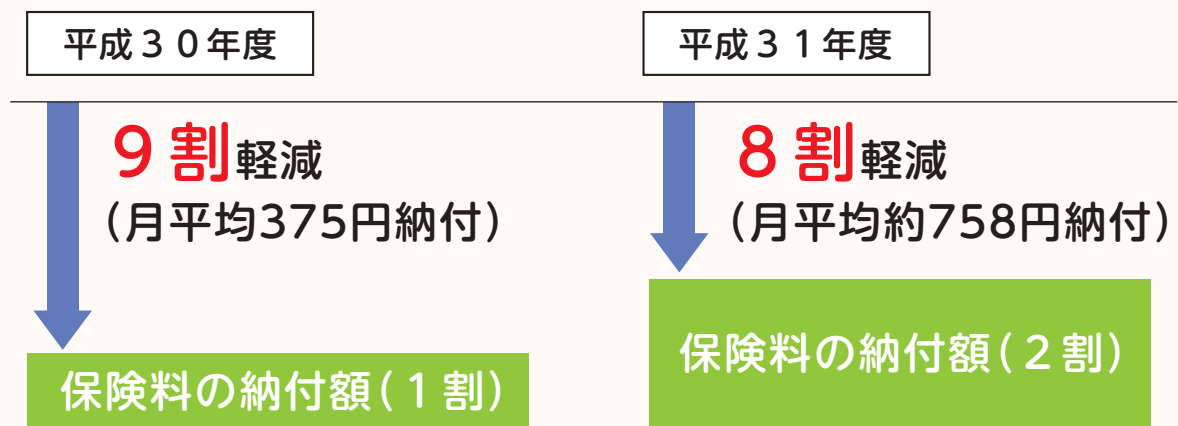 平成３０年度
９割軽減
（月平均375円納付）
保険料の納付額（１割）
平成３１年度
８割軽減
（月平均約758円納付）
保険料の納付額（２割）